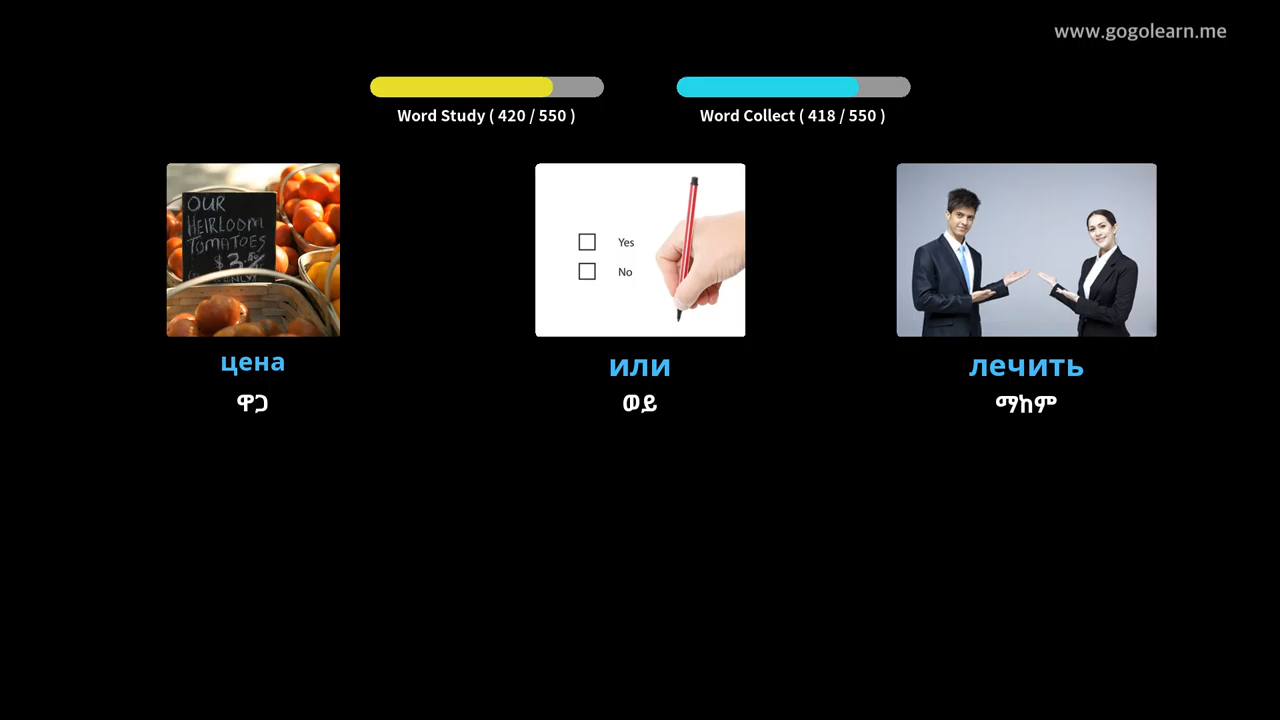 www.gogolearn.me
Word Study ( 420 / 550 )
Word Collect ( 418 / 550 )
OUR
HEIRLOOM
TOMATOES
Yes
No
цена
или
лечить
ዋጋ
ወይ
ማከም